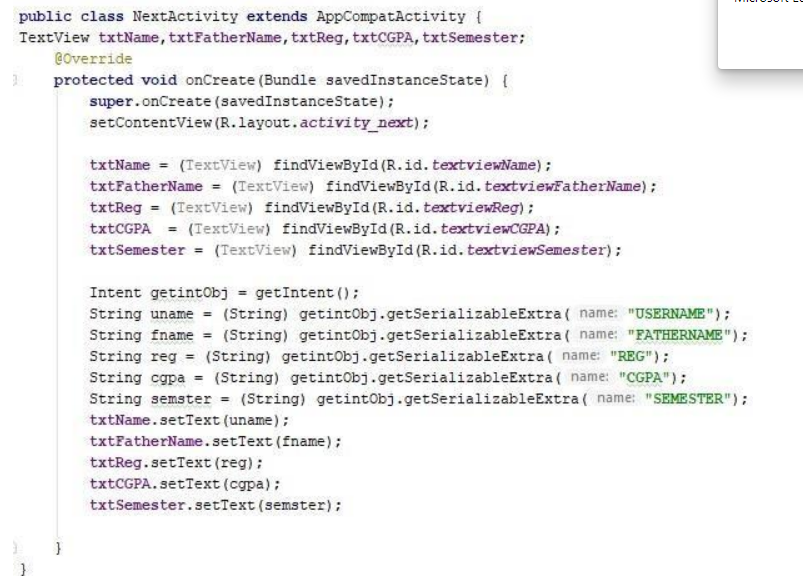 public class NextActivity extends AppCompatActivity {
TextView txtName,txtFatherName,txtReg,txtCGPA,txtSemester;
@Override
protected void onCreate(Bundle savedInstanceState) {
super.onCreate(savedInstanceState);
setContentView(R.layout.activity_next);
txtName = (TextView) findViewById(R.id.textviewName);
txtFatherName = (TextView) findViewById(R.id.textviewFatherName);
txtReg = (TextView) findViewById(R.id.textviewReg);
txtCGPA  = (TextView) findViewById(R.id.textviewCGPA);
txtSemester = (TextView) findViewById(R.id.textviewSemester);
Intent getintObj = getIntent();
String uname = (String) getintObj.getSerializableExtra( name: "USERNAME");
String fname = (String) getintObj.getSerializableExtra( name: "FATHERNAME");
String reg = (String) getintObj.getSerializableExtra( name: "REG");
String cgpa = (String) getintObj.getSerializableExtra( name: "CGPA");
String semster = (String) getintObj.getSerializableExtra( name: "SEMESTER");
txtName.setText(uname);
txtFatherName.setText(fname);
txtReg.setText(reg);
txtCGPA.setText(cgpa);
txtSemester.setText(semster);
}
}